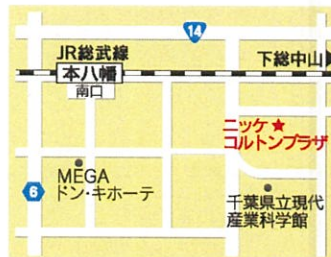 14
JR総武線
下総中山
本八幡
南口
ニッケ★
コルトンプラザ
MEGA
ドン・キホーテ
6
千葉県立現代
産業科学館